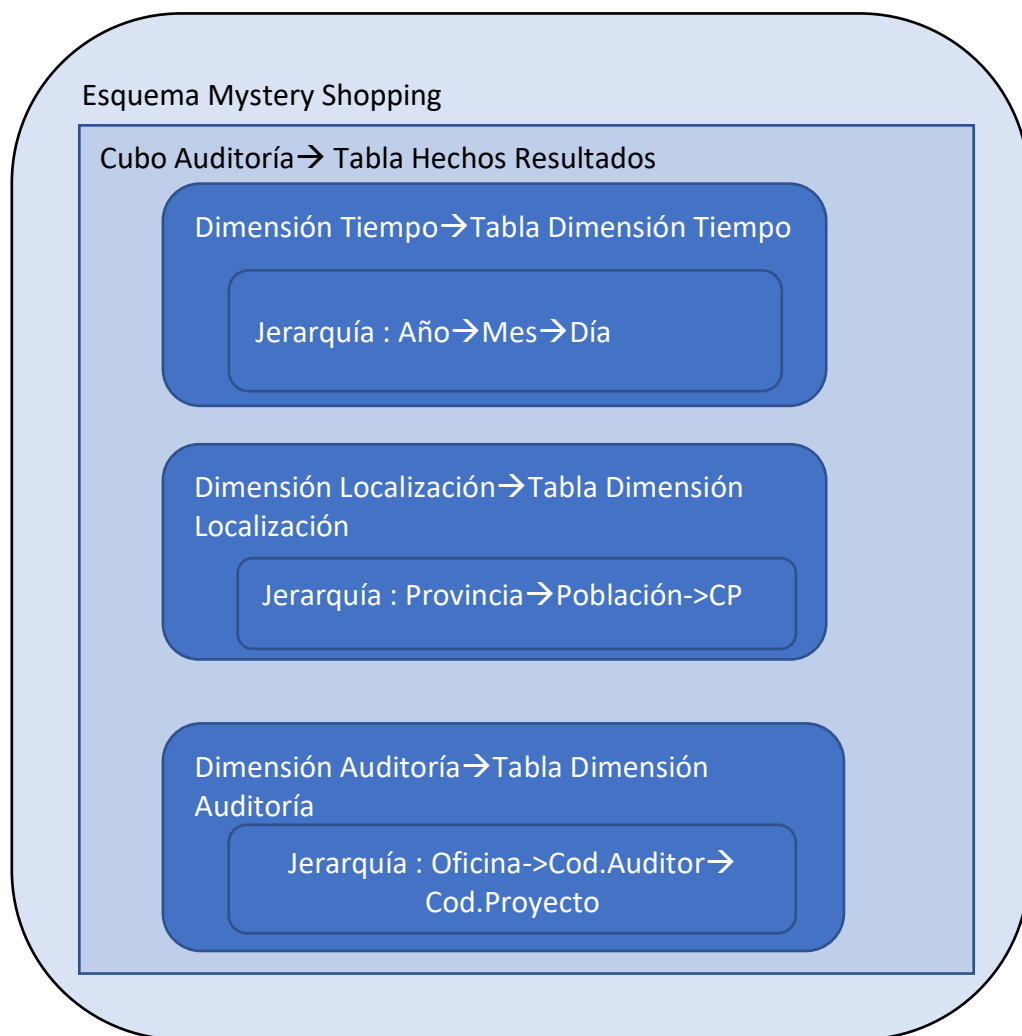 Esquema Mystery Shopping
Cubo Auditoría→ Tabla Hechos Resultados
Dimensión Tiempo→Tabla Dimensión Tiempo
Jerarquía : Año→Mes→Día
Dimensión Localización→Tabla Dimensión
Localización
Jerarquía : Provincia→Población->CP
Dimensión Auditoría→Tabla Dimensión
Auditoría
Jerarquía : Oficina->Cod.Auditor→
Cod.Proyecto